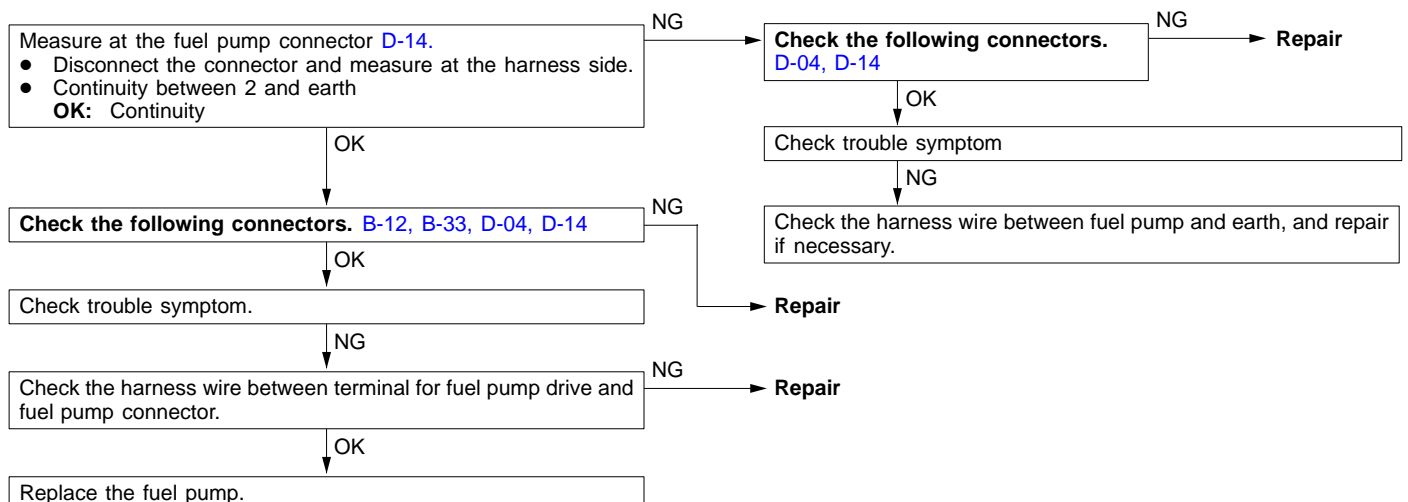 Measure at the fuel pump connector D-14.
● Disconnect the connector and measure at the harness side.
● Continuity between 2 and earth
OK: Continuity
NG
Check the following connectors.
D-04, D-14
NG
Repair
OK
Check trouble symptom
NG
Check the harness wire between fuel pump and earth, and repair
if necessary.
OK
Check the following connectors. B-12, B-33, D-04, D-14
NG
Repair
OK
Check trouble symptom.
NG
Check the harness wire between terminal for fuel pump drive and
fuel pump connector.
NG
Repair
OK
Replace the fuel pump.